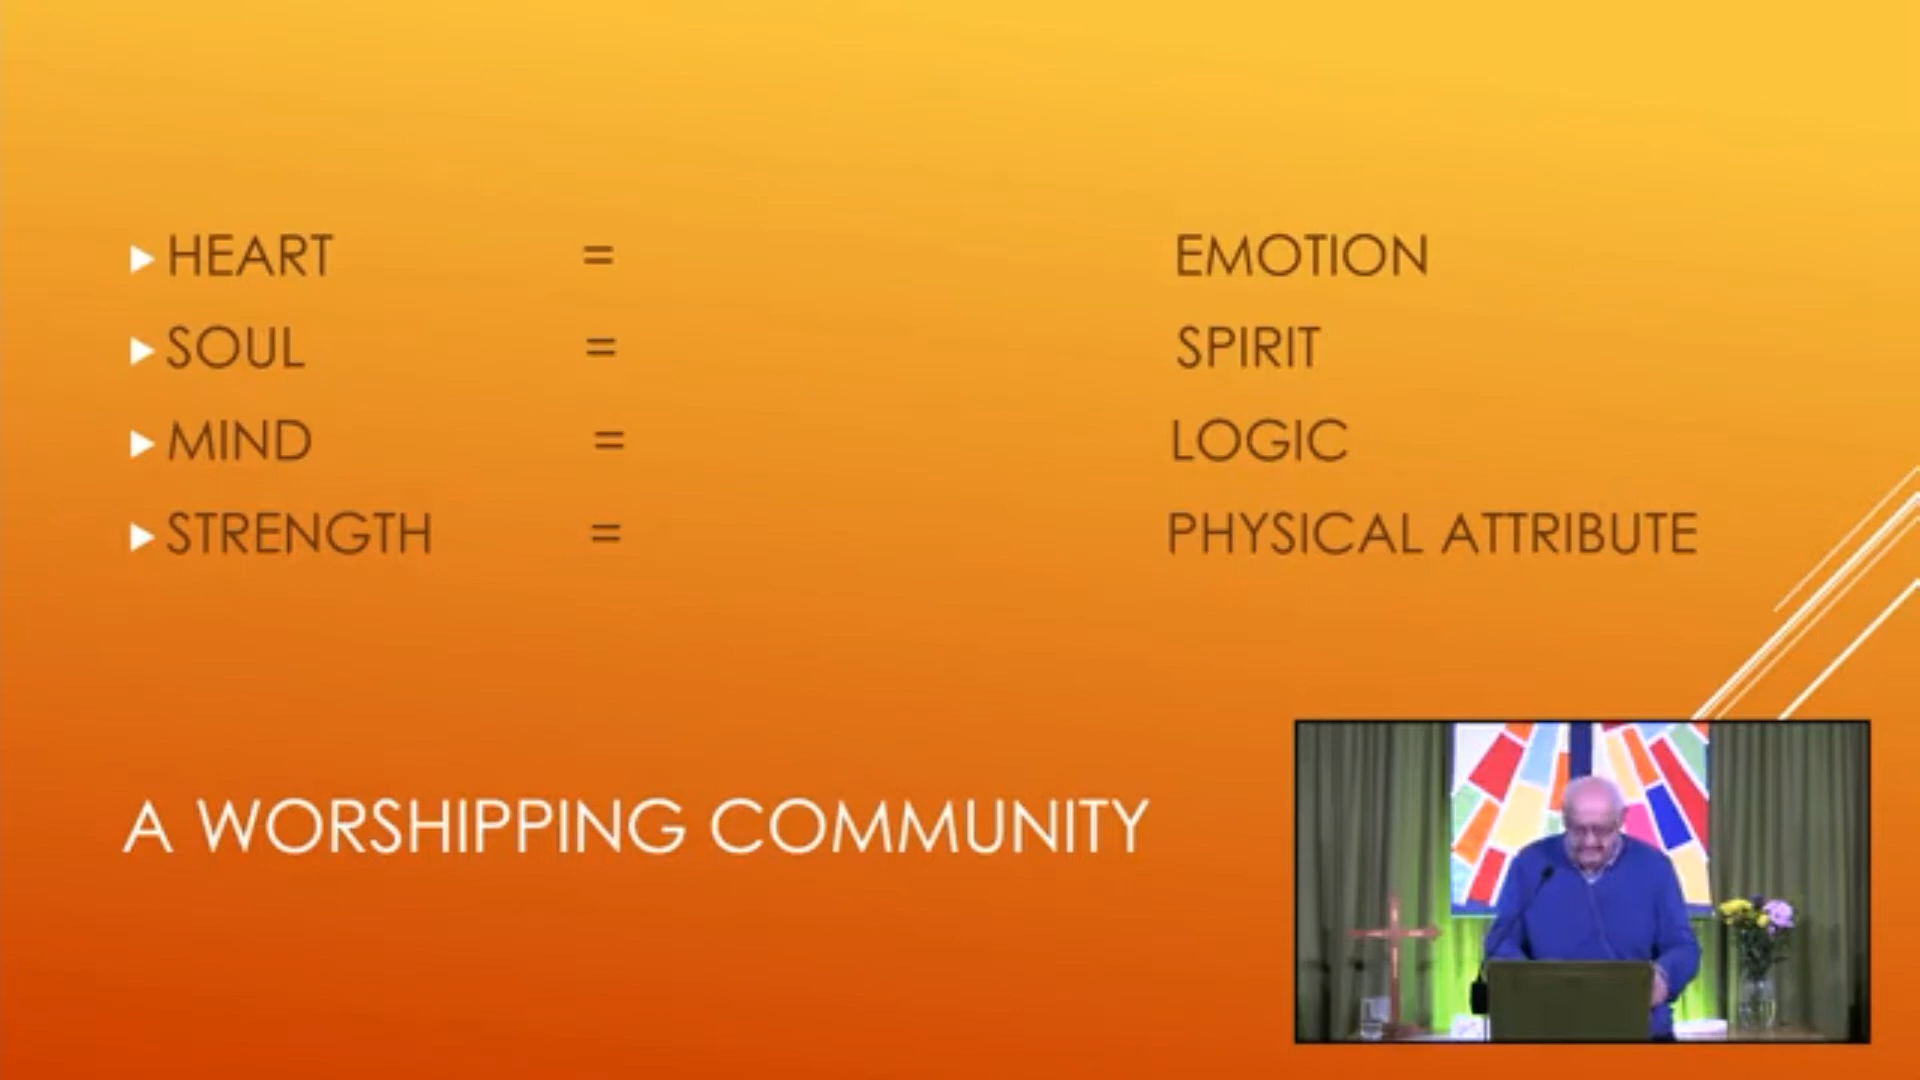 HEART = EMOTION
SOUL = SPIRIT
MIND = LOGIC
STRENGTH = PHYSICAL ATTRIBUTE
A WORSHIPPING COMMUNITY